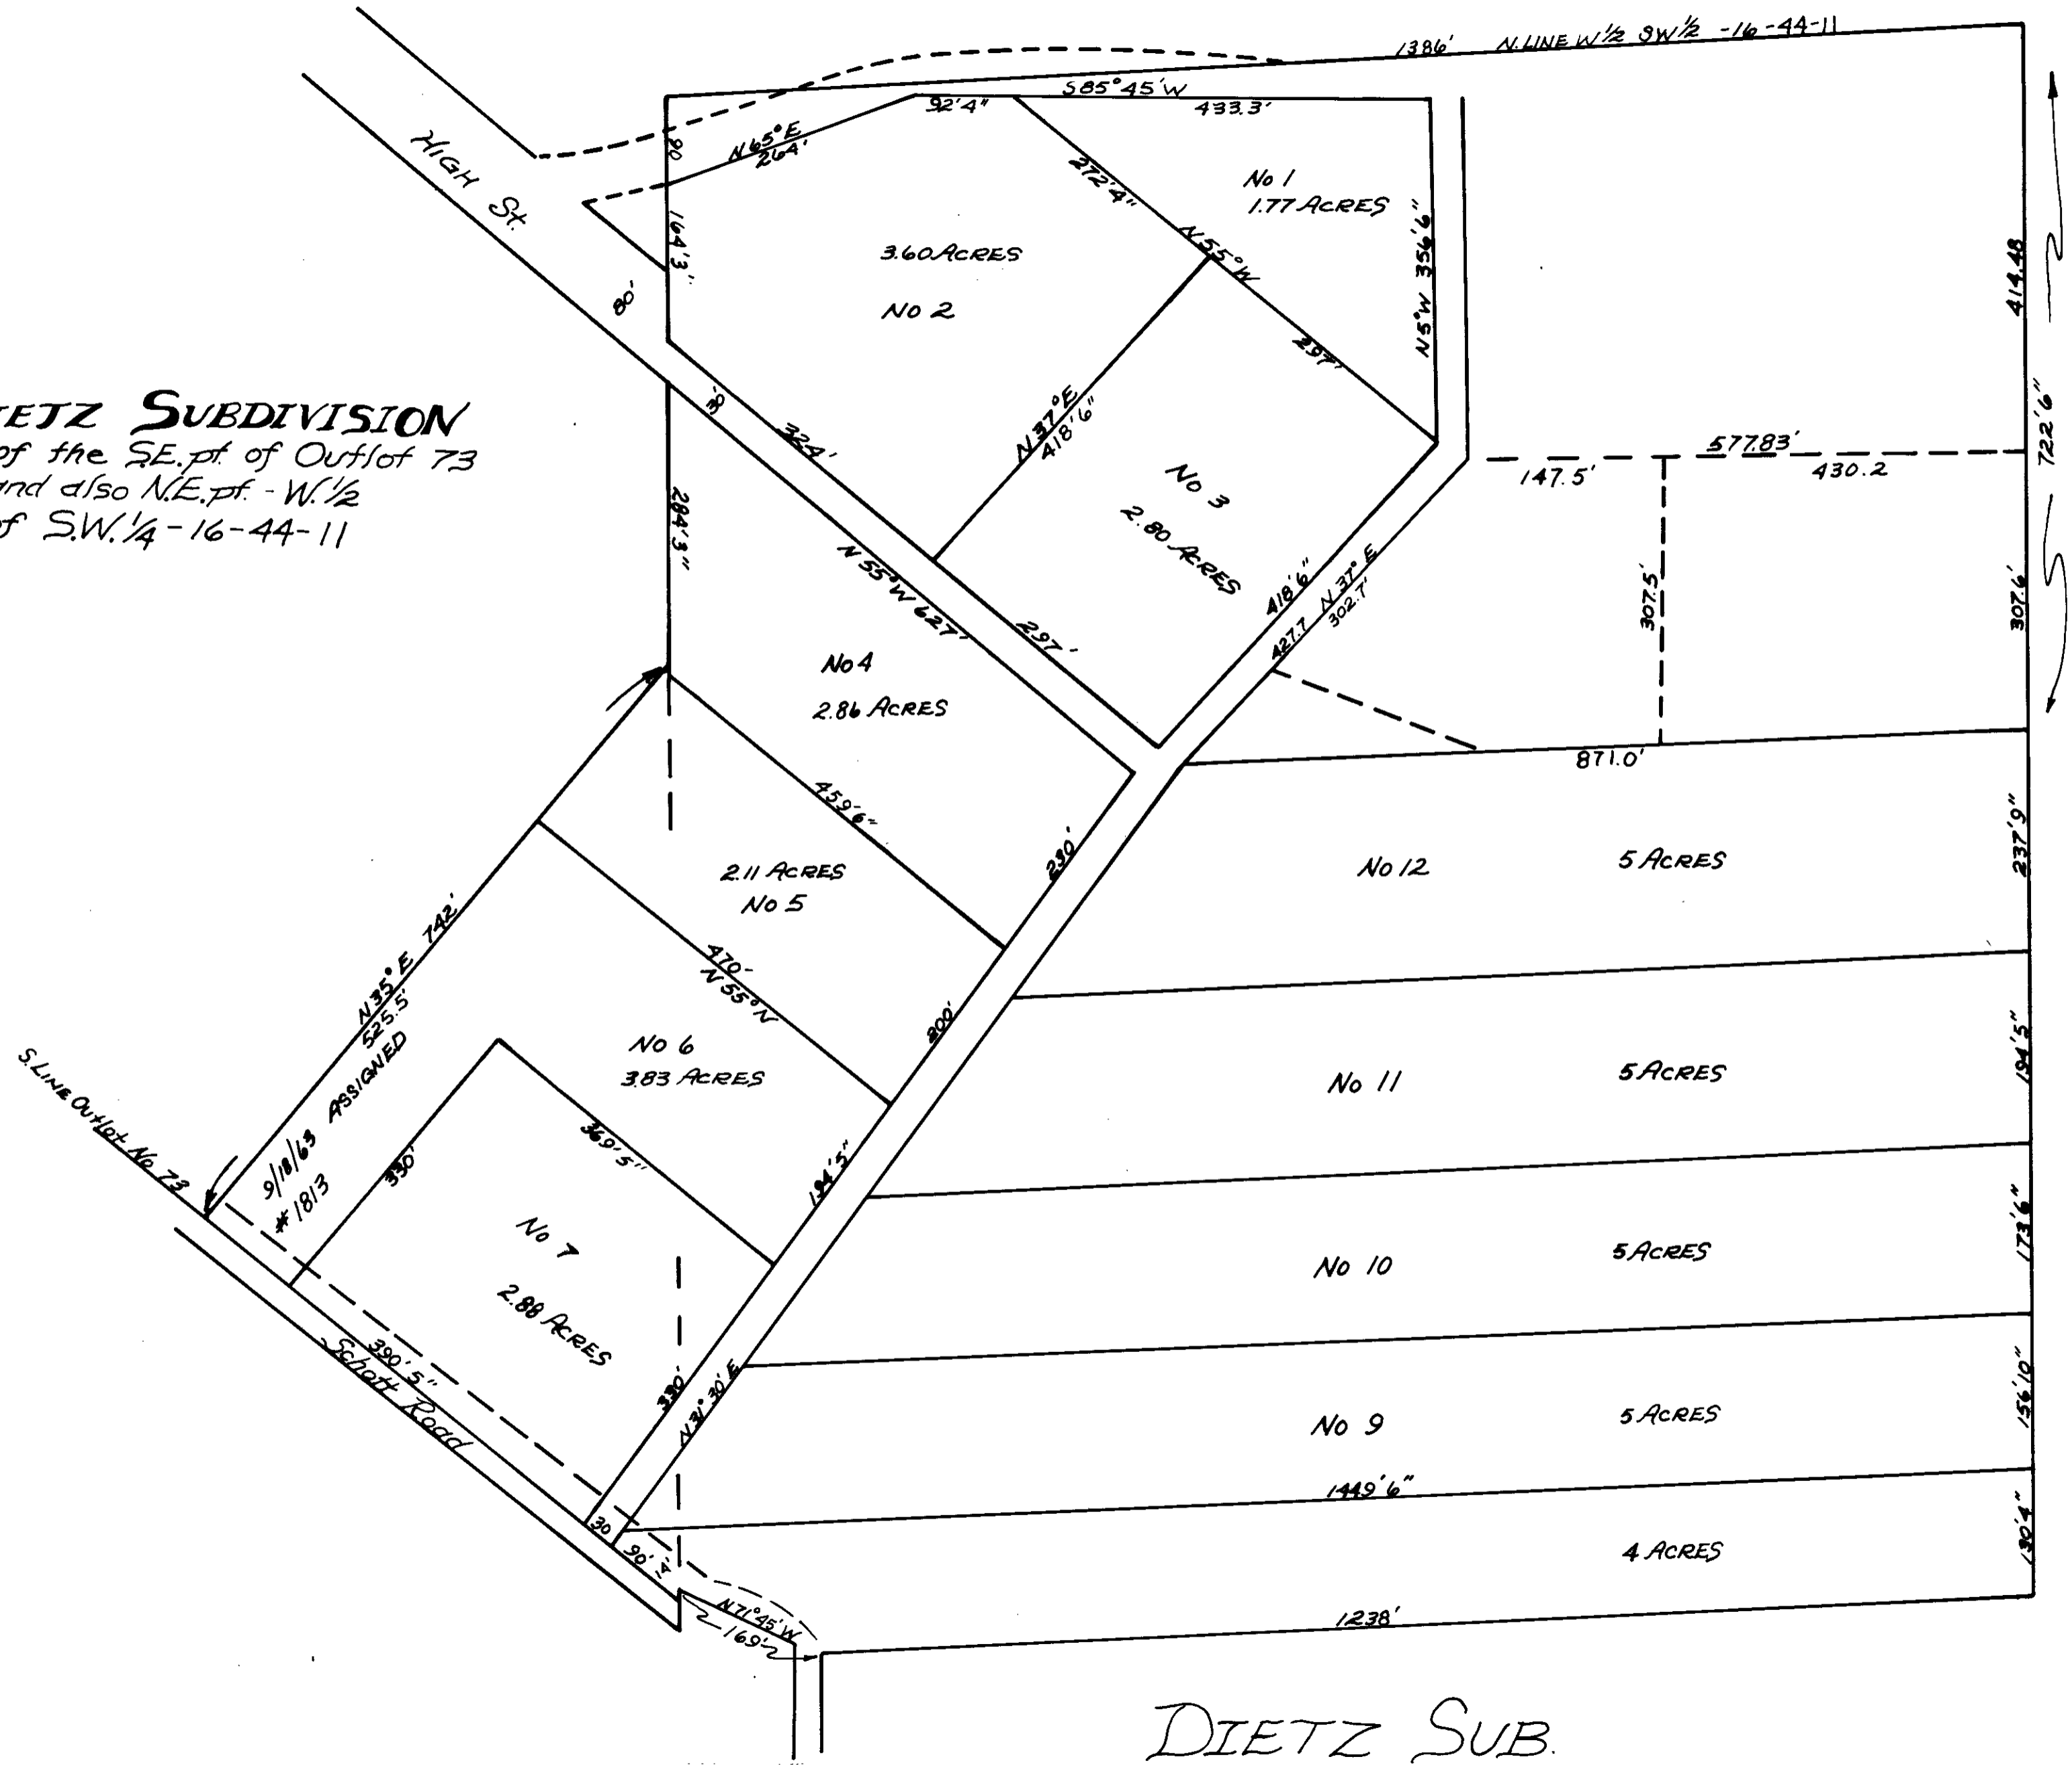 1386' N. LINE W 1/2 SW 1/2 -16-44-11
S85°45'W
92'4"
433.3'
N65°E
264'
90
HIGH St.
164'3"
272'4"
No 1
1.77 ACRES
N5°W 356'6"
N55°W
3.60 ACRES
No 2
80'
297'
414.48
722'6"
ETZ SUBDIVISION
of the S.E. pt. of Outlot 73
and also N.E. pt. - W. 1/2
of S.W. 1/4 -16-44-11
30'
324'
N37°E
418'6"
No 3
2.80 ACRES
577.83'
147.5'
430.2
284'3"
N55°W 627'
418'6"
N37°E
427.7
302.7'
307.5'
307.6'
297'
No 4
2.86 ACRES
871.0'
459'6"
230'
2.11 ACRES
No 5
No 12
5 ACRES
237'9"
N35°E 742'
525.5'
470'
N55°N
200'
9/18/63 ASSIGNED
#1813
No 6
3.83 ACRES
No 11
5 ACRES
194'5"
S. LINE Outlot No 73
330'
369'5"
194'5"
No 7
2.88 ACRES
No 10
5 ACRES
173'6"
390'5"
Schott Road
330'
N31°30'E
No 9
5 ACRES
156'10"
1449'6"
30
90'
14'
4 ACRES
130'4"
N71°45'W
169'
1238'
DIETZ SUB.